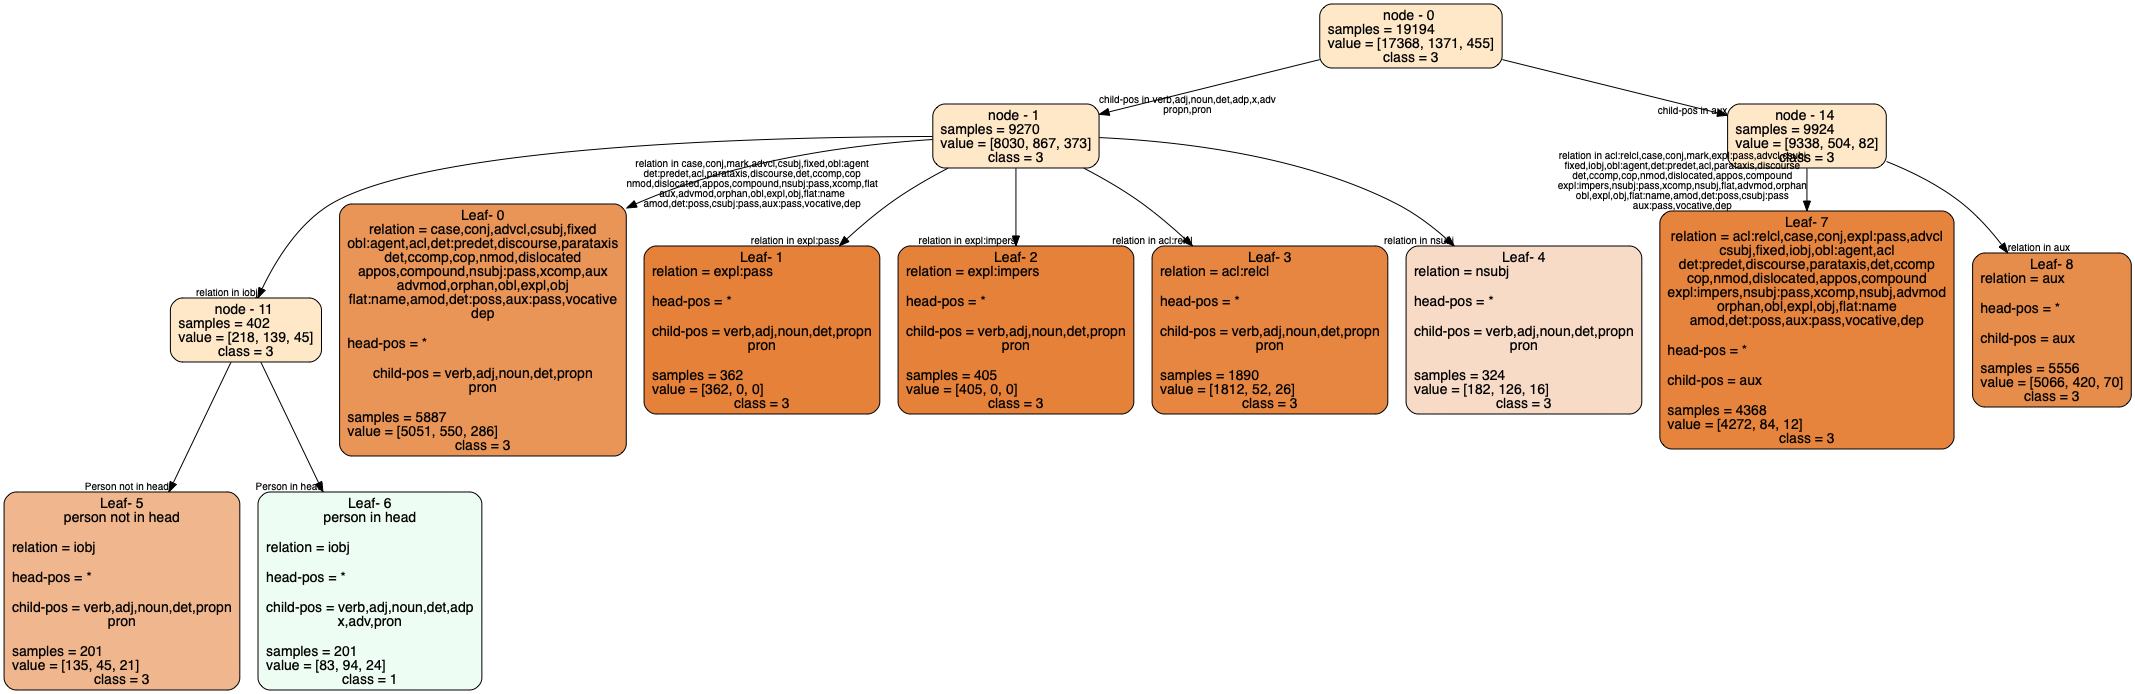 node - 0
samples = 19194
value = [17368, 1371, 455]
class = 3
child-pos in verb,adj,noun,det,adp,x,adv
propn,pron
child-pos in aux
node - 1
samples = 9270
value = [8030, 867, 373]
class = 3
node - 14
samples = 9924
value = [9338, 504, 82]
class = 3
relation in case,conj,mark,advcl,csubj,fixed,obl:agent
det:predet,acl,parataxis,discourse,det,ccomp,cop
nmod,dislocated,appos,compound,nsubj:pass,xcomp,flat
aux,advmod,orphan,obl,expl,obj,flat:name
amod,det:poss,csubj:pass,aux:pass,vocative,dep
relation in acl:relcl,case,conj,mark,expl:pass,advcl,csubj
fixed,iobj,obl:agent,det:predet,acl,parataxis,discourse
det,ccomp,cop,nmod,dislocated,appos,compound
expl:impers,nsubj:pass,xcomp,nsubj,flat,advmod,orphan
obl,expl,obj,flat:name,amod,det:poss,csubj:pass
aux:pass,vocative,dep
relation in iobj
relation in expl:pass
relation in expl:impers
relation in acl:relcl
relation in nsubj
relation in aux
node - 11
samples = 402
value = [218, 139, 45]
class = 3
Leaf- 0
relation = case,conj,advcl,csubj,fixed
obl:agent,acl,det:predet,discourse,parataxis
det,ccomp,cop,nmod,dislocated
appos,compound,nsubj:pass,xcomp,aux
advmod,orphan,obl,expl,obj
flat:name,amod,det:poss,aux:pass,vocative
dep
head-pos = *
child-pos = verb,adj,noun,det,propn
pron
samples = 5887
value = [5051, 550, 286]
class = 3
Leaf- 1
relation = expl:pass
head-pos = *
child-pos = verb,adj,noun,det,propn
pron
samples = 362
value = [362, 0, 0]
class = 3
Leaf- 2
relation = expl:impers
head-pos = *
child-pos = verb,adj,noun,det,propn
pron
samples = 405
value = [405, 0, 0]
class = 3
Leaf- 3
relation = acl:relcl
head-pos = *
child-pos = verb,adj,noun,det,propn
pron
samples = 1890
value = [1812, 52, 26]
class = 3
Leaf- 4
relation = nsubj
head-pos = *
child-pos = verb,adj,noun,det,propn
pron
samples = 324
value = [182, 126, 16]
class = 3
Leaf- 7
relation = acl:relcl,case,conj,expl:pass,advcl
csubj,fixed,iobj,obl:agent,acl
det:predet,discourse,parataxis,det,ccomp
cop,nmod,dislocated,appos,compound
expl:impers,nsubj:pass,xcomp,nsubj,advmod
orphan,obl,expl,obj,flat:name
amod,det:poss,aux:pass,vocative,dep
head-pos = *
child-pos = aux
samples = 4368
value = [4272, 84, 12]
class = 3
Leaf- 8
relation = aux
head-pos = *
child-pos = aux
samples = 5556
value = [5066, 420, 70]
class = 3
Person not in head
Person in head
Leaf- 5
person not in head
relation = iobj
head-pos = *
child-pos = verb,adj,noun,det,propn
pron
samples = 201
value = [135, 45, 21]
class = 3
Leaf- 6
person in head
relation = iobj
head-pos = *
child-pos = verb,adj,noun,det,adp
x,adv,pron
samples = 201
value = [83, 94, 24]
class = 1